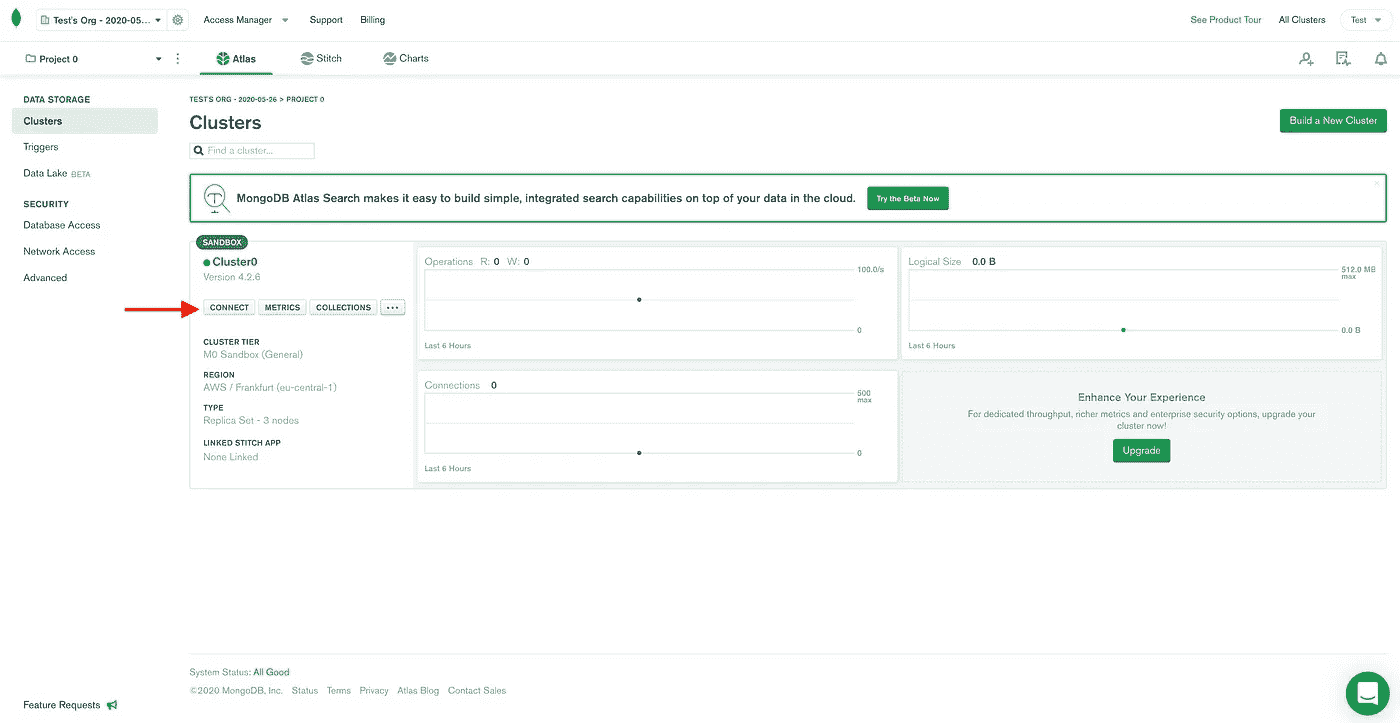 Test's Org - 2020-05...
Access Manager
Support
Billing
See Product Tour
All Clusters
Test
Project 0
Atlas
Stitch
Charts
DATA STORAGE
Clusters
Triggers
Data Lake BETA
SECURITY
Database Access
Network Access
Advanced
Feature Requests
TEST'S ORG - 2020-05-26 > PROJECT 0
Clusters
Build a New Cluster
Find a cluster...
MongoDB Atlas Search makes it easy to build simple, integrated search capabilities on top of your data in the cloud.
Try the Beta Now
SANDBOX
Cluster0
Version 4.2.6
CONNECT
METRICS
COLLECTIONS
...
CLUSTER TIER
M0 Sandbox (General)
REGION
AWS / Frankfurt (eu-central-1)
TYPE
Replica Set - 3 nodes
LINKED STITCH APP
None Linked
Operations R: 0 W: 0
100.0/s
0
Last 6 Hours
Logical Size 0.0 B
512.0 MB
max
0.0 B
Last 6 Hours
Connections 0
500
max
0
Last 6 Hours
Enhance Your Experience
For dedicated throughput, richer metrics and enterprise security options, upgrade your
cluster now!
Upgrade
System Status: All Good
©2020 MongoDB, Inc.
Status
Terms
Privacy
Atlas Blog
Contact Sales